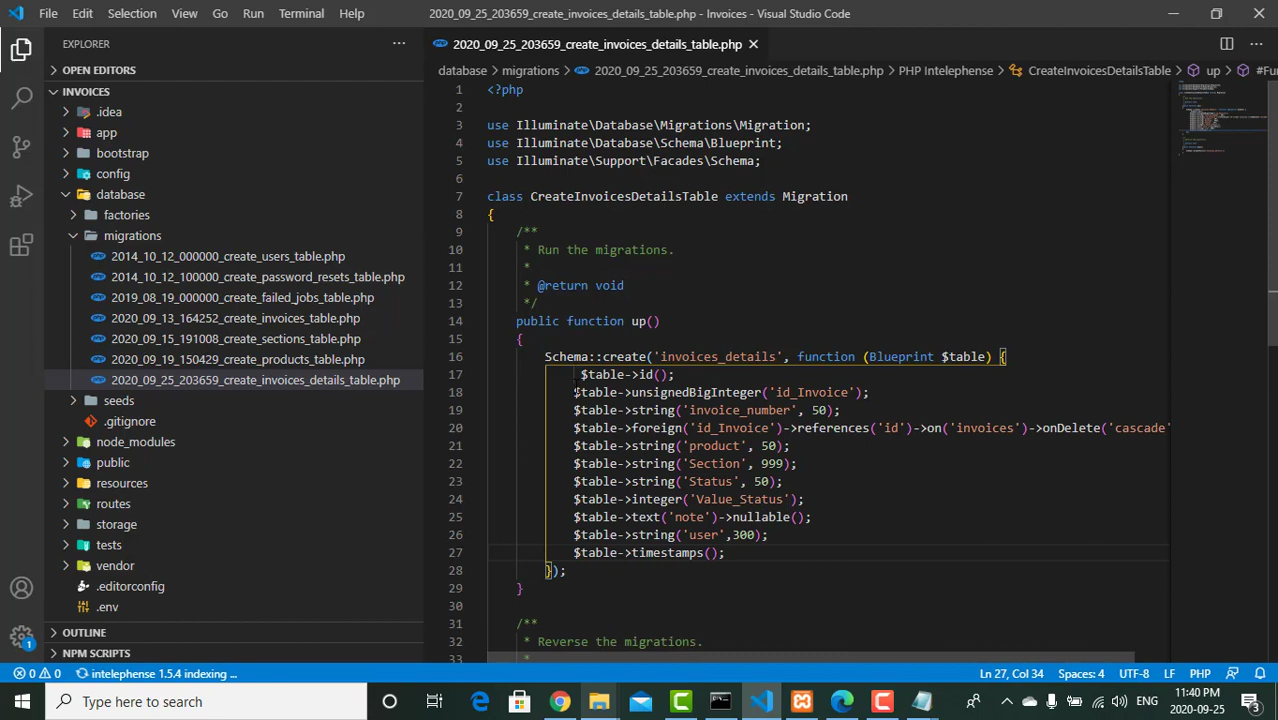 File Edit Selection View Go Run Terminal Help 2020_09_25_203659_create_invoices_details_table.php - Invoices - Visual Studio Code
EXPLORER
2020_09_25_203659_create_invoices_details_table.php
OPEN EDITORS
database > migrations > 2020_09_25_203659_create_invoices_details_table.php > PHP Intelephense > CreateInvoicesDetailsTable > up > #Fur
INVOICES
.idea
app
bootstrap
config
database
factories
migrations
2014_10_12_000000_create_users_table.php
2014_10_12_100000_create_password_resets_table.php
2019_08_19_000000_create_failed_jobs_table.php
2020_09_13_164252_create_invoices_table.php
2020_09_15_191008_create_sections_table.php
2020_09_19_150429_create_products_table.php
2020_09_25_203659_create_invoices_details_table.php
seeds
.gitignore
node_modules
public
resources
routes
storage
tests
vendor
.editorconfig
.env
OUTLINE
NPM SCRIPTS
1 <?php
2
3 use Illuminate\Database\Migrations\Migration;
4 use Illuminate\Database\Schema\Blueprint;
5 use Illuminate\Support\Facades\Schema;
6
7 class CreateInvoicesDetailsTable extends Migration
8 {
9 /**
10 * Run the migrations.
11 *
12 * @return void
13 */
14 public function up()
15 {
16 Schema::create('invoices_details', function (Blueprint $table) {
17 $table->id();
18 $table->unsignedBigInteger('id_Invoice');
19 $table->string('invoice_number', 50);
20 $table->foreign('id_Invoice')->references('id')->on('invoices')->onDelete('cascade'
21 $table->string('product', 50);
22 $table->string('Section', 999);
23 $table->string('Status', 50);
24 $table->integer('Value_Status');
25 $table->text('note')->nullable();
26 $table->string('user',300);
27 $table->timestamps();
28 });
29 }
30
31 /**
32 * Reverse the migrations.
33 *
0 0 intelephense 1.5.4 indexing ... Ln 27, Col 34 Spaces: 4 UTF-8 LF PHP
1
Type here to search
ENG
11:40 PM
2020-09-25
3